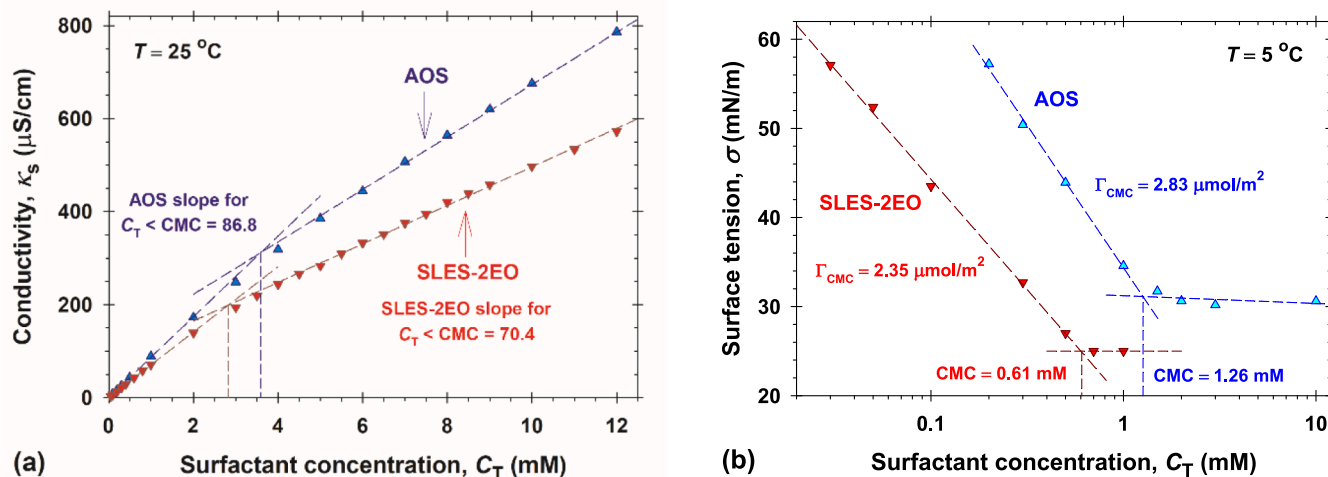 800
600
400
200
0
Conductivity, κs (µS/cm)
T = 25 °C
AOS
AOS slope for
CT < CMC = 86.8
SLES-2EO
SLES-2EO slope for
CT < CMC = 70.4
0 2 4 6 8 10 12
(a) Surfactant concentration, CT (mM)
60
50
40
30
20
Surface tension, σ (mN/m)
T = 5 °C
AOS
ΓCMC = 2.83 µmol/m²
SLES-2EO
ΓCMC = 2.35 µmol/m²
CMC = 0.61 mM
CMC = 1.26 mM
0.1 1 10
(b) Surfactant concentration, CT (mM)